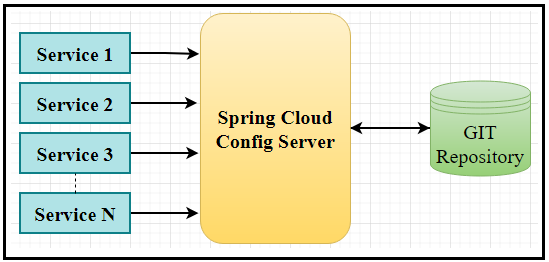 Service 1
Service 2
Service 3
Service N
Spring Cloud
Config Server
GIT
Repository